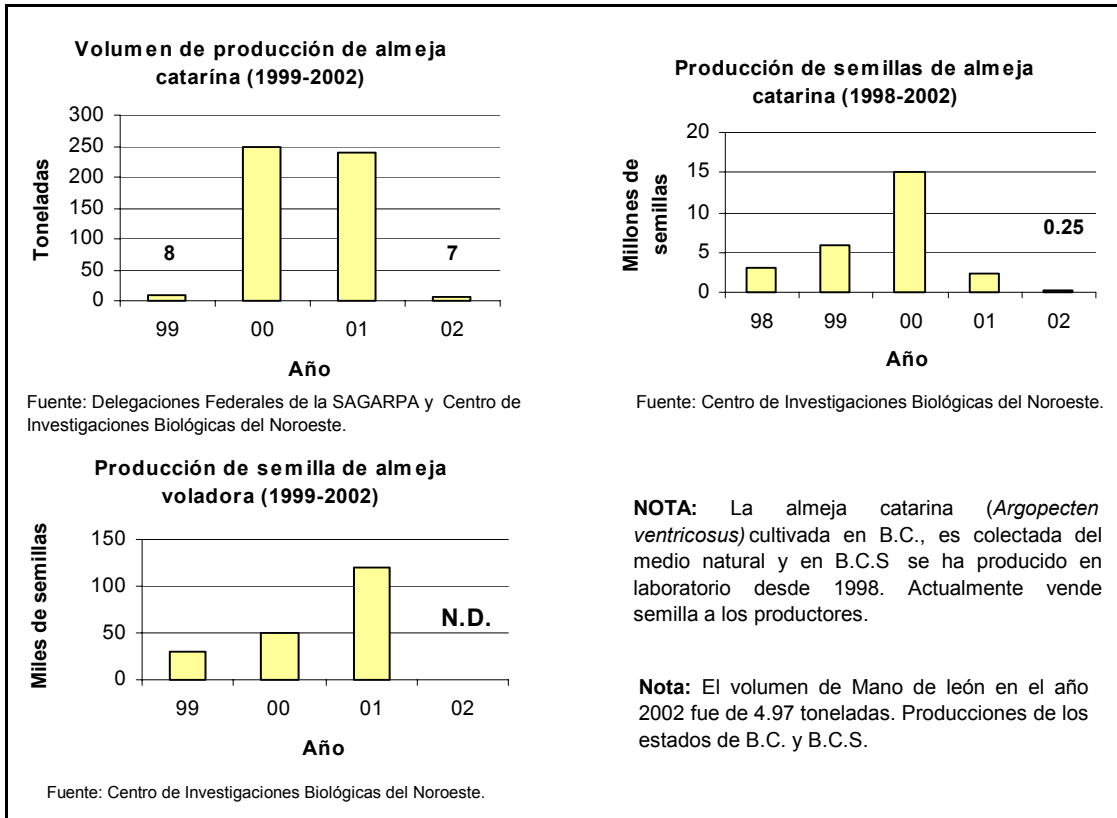 Volumen de producción de almeja
catarína (1999-2002)
300
250
200
150
100
50
0
Toneladas
8
7
99 00 01 02
Año
Fuente: Delegaciones Federales de la SAGARPA y Centro de
Investigaciones Biológicas del Noroeste.
Producción de semillas de almeja
catarina (1998-2002)
20
15
10
5
0
Millones de
semillas
0.25
98 99 00 01 02
Año
Fuente: Centro de Investigaciones Biológicas del Noroeste.
Producción de semilla de almeja
voladora (1999-2002)
150
100
50
0
Miles de semillas
N.D.
99 00 01 02
Año
Fuente: Centro de Investigaciones Biológicas del Noroeste.
NOTA: La almeja catarina (Argopecten
ventricosus) cultivada en B.C., es colectada del
medio natural y en B.C.S se ha producido en
laboratorio desde 1998. Actualmente vende
semilla a los productores.
Nota: El volumen de Mano de león en el año
2002 fue de 4.97 toneladas. Producciones de los
estados de B.C. y B.C.S.